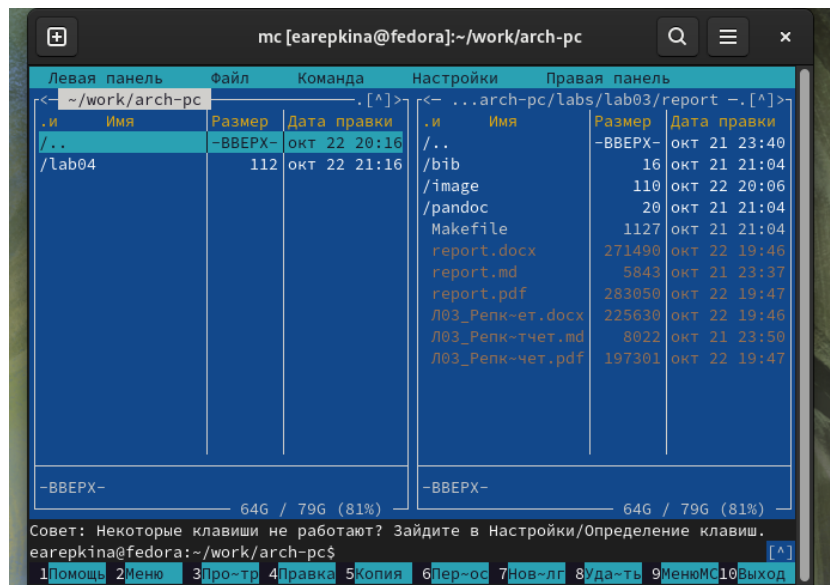 mc [earepkina@fedora]:~/work/arch-pc
Левая панель Файл Команда Настройки Правая панель
<— ~/work/arch-pc .[^]> <— ...arch-pc/labs/lab03/report —.[^]>
.и Имя Размер Дата правки .и Имя Размер Дата правки
/.. -ВВЕРХ- окт 22 20:16 /.. -ВВЕРХ- окт 21 23:40
/lab04 112 окт 22 21:16 /bib 16 окт 21 21:04
/image 110 окт 22 20:06
/pandoc 20 окт 21 21:04
Makefile 1127 окт 21 21:04
report.docx 271490 окт 22 19:46
report.md 5843 окт 21 23:37
report.pdf 283050 окт 22 19:47
Л03_Репк~ет.docx 225630 окт 22 19:46
Л03_Репк~тчет.md 8022 окт 21 23:50
Л03_Репк~чет.pdf 197301 окт 22 19:47
-ВВЕРХ- -ВВЕРХ-
64G / 79G (81%) 64G / 79G (81%)
Совет: Некоторые клавиши не работают? Зайдите в Настройки/Определение клавиш.
earepkina@fedora:~/work/arch-pc$ [^]
1Помощь 2Меню 3Про~тр 4Правка 5Копия 6Пер~ос 7Нов~лг 8Уда~ть 9МенюMC 10Выход